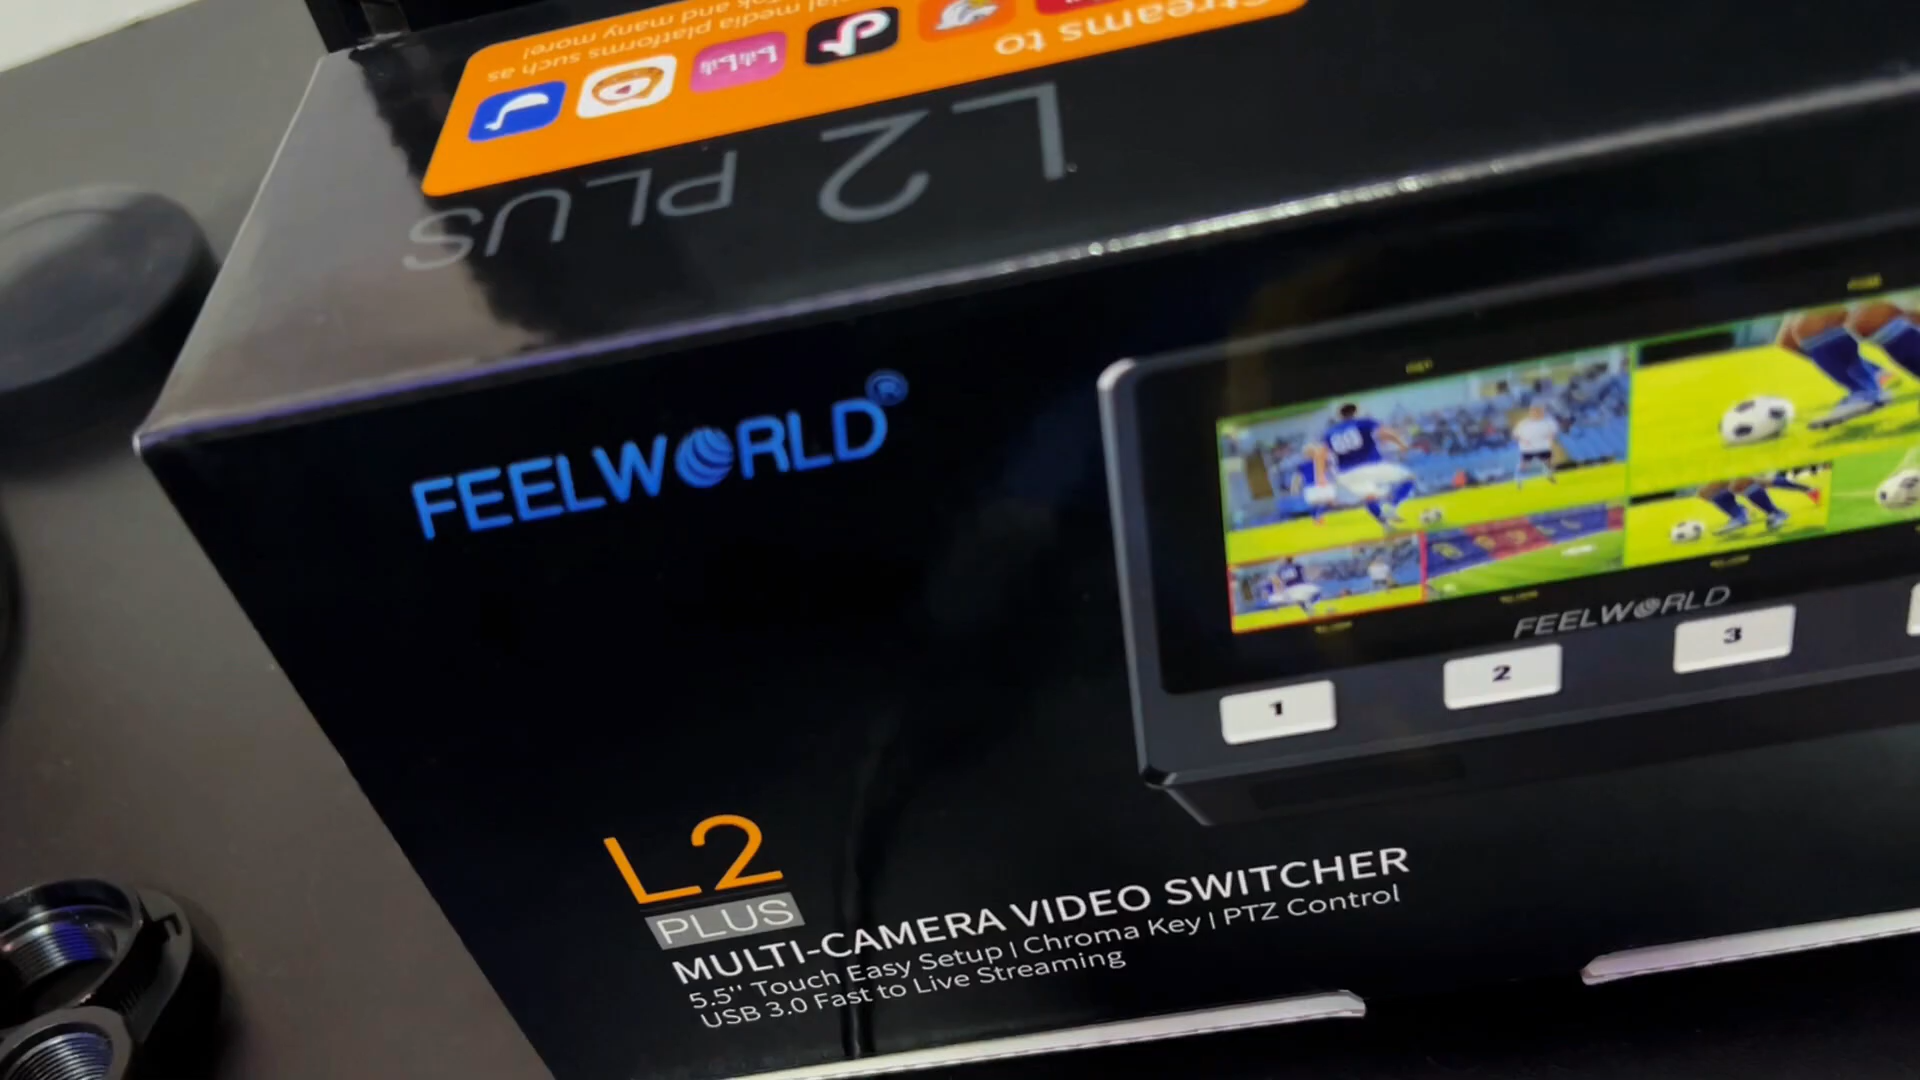 Streams to
social media platforms such as
Tok and many more!
bilibili
L2 PLUS
FEELWORLD®
FEELWORLD
1
2
3
L2
PLUS
MULTI-CAMERA VIDEO SWITCHER
5.5'' Touch Easy Setup | Chroma Key | PTZ Control
USB 3.0 Fast to Live Streaming